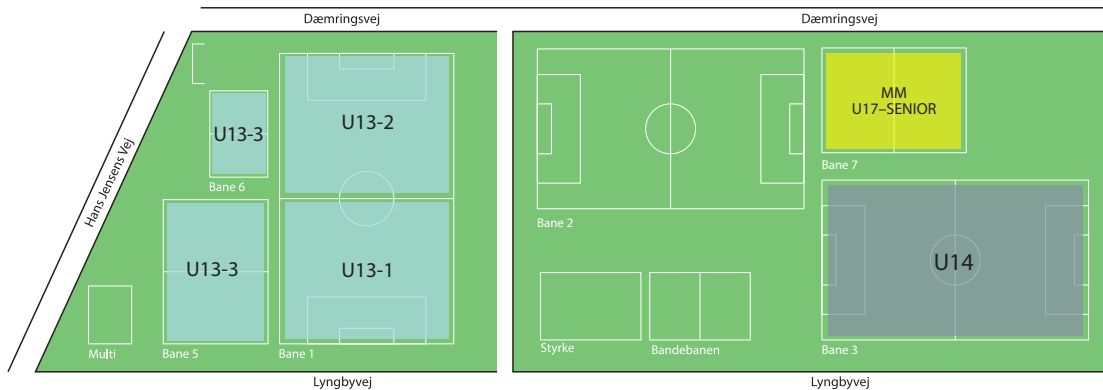 Dæmringsvej
Dæmringsvej
Hans Jensens Vej
U13-3
Bane 6
U13-2
U13-3
Bane 5
U13-1
Bane 1
Multi
Lyngbyvej
Bane 2
MM
U17–SENIOR
Bane 7
Styrke
Bandebanen
U14
Bane 3
Lyngbyvej